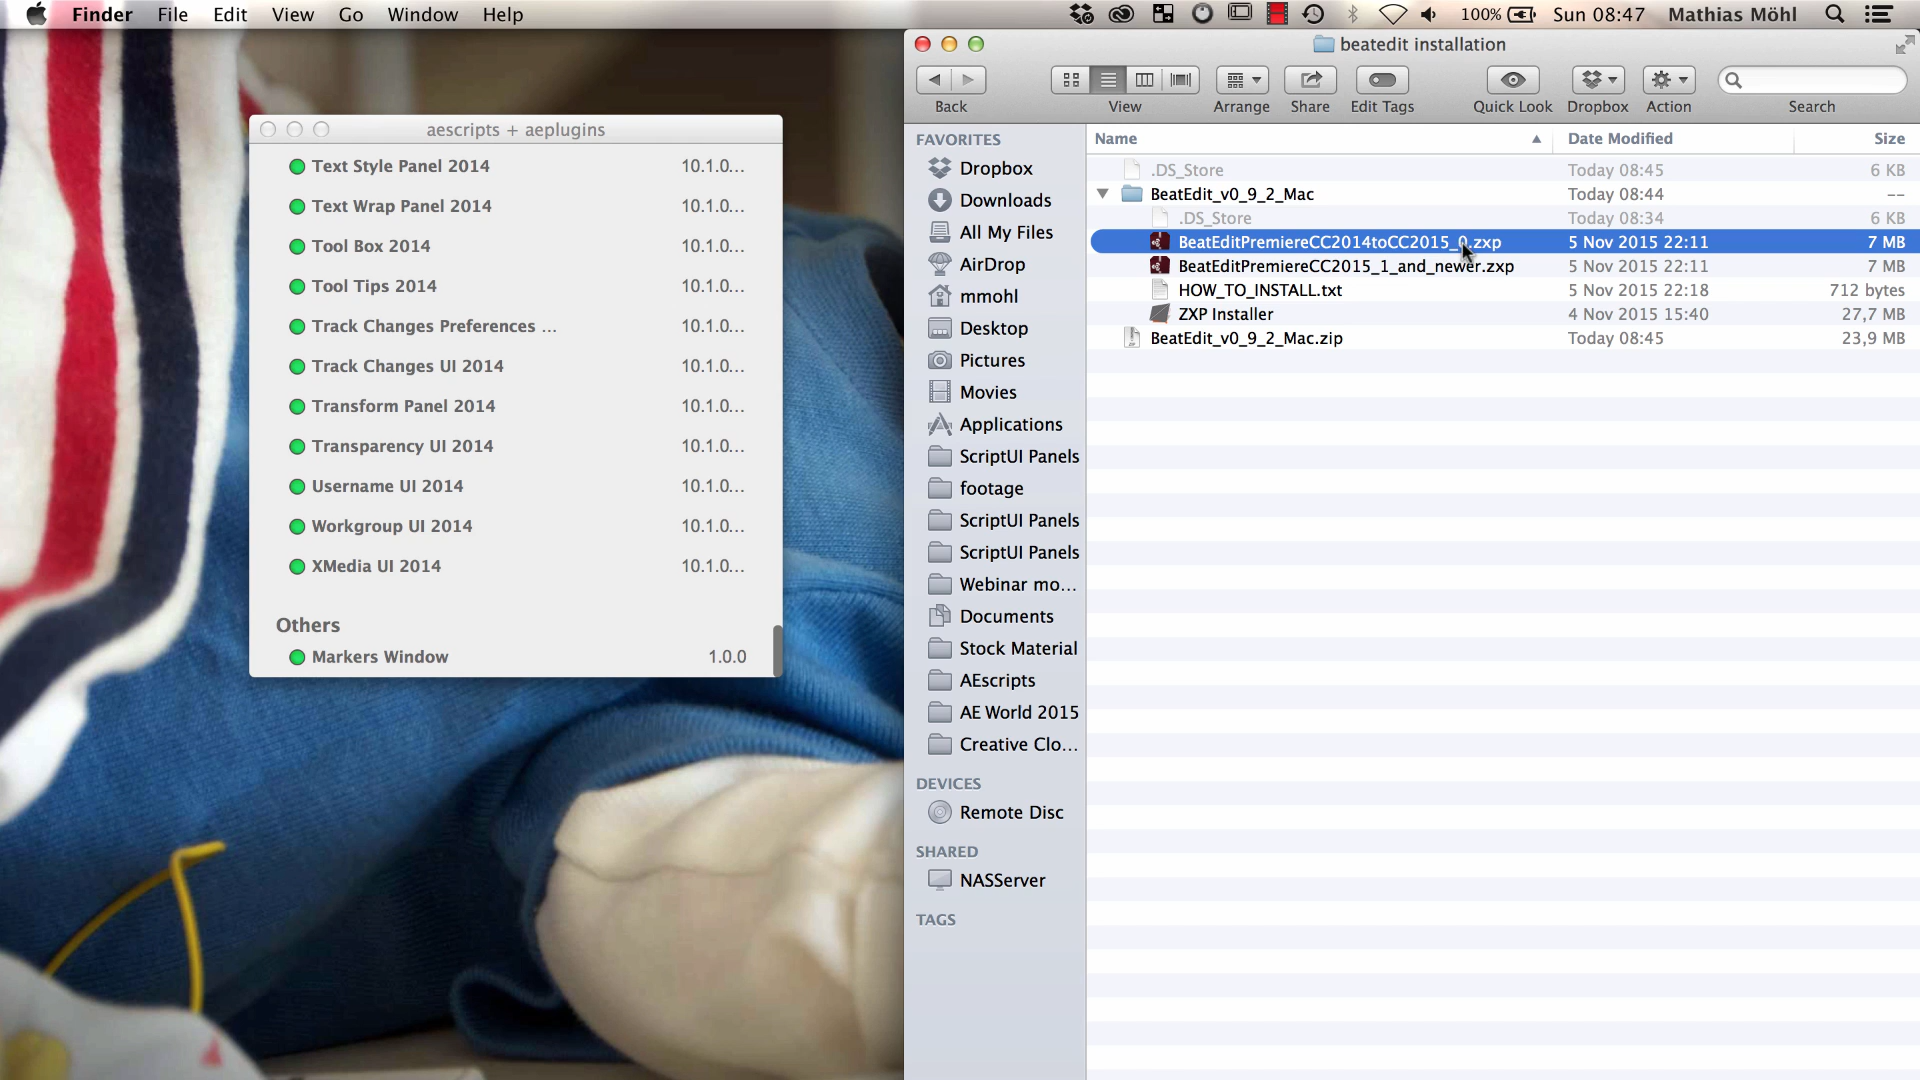 Finder File Edit View Go Window Help 100% Sun 08:47 Mathias Möhl
beatedit installation
Back View Arrange Share Edit Tags Quick Look Dropbox Action Search
aescripts + aeplugins
Text Style Panel 2014 10.1.0...
Text Wrap Panel 2014 10.1.0...
Tool Box 2014 10.1.0...
Tool Tips 2014 10.1.0...
Track Changes Preferences ... 10.1.0...
Track Changes UI 2014 10.1.0...
Transform Panel 2014 10.1.0...
Transparency UI 2014 10.1.0...
Username UI 2014 10.1.0...
Workgroup UI 2014 10.1.0...
XMedia UI 2014 10.1.0...
Others
Markers Window 1.0.0
FAVORITES
Dropbox
Downloads
All My Files
AirDrop
mmohl
Desktop
Pictures
Movies
Applications
ScriptUI Panels
footage
ScriptUI Panels
ScriptUI Panels
Webinar mo...
Documents
Stock Material
AEscripts
AE World 2015
Creative Clo...
DEVICES
Remote Disc
SHARED
NASServer
TAGS
Name Date Modified Size
.DS_Store Today 08:45 6 KB
BeatEdit_v0_9_2_Mac Today 08:44 --
.DS_Store Today 08:34 6 KB
BeatEditPremiereCC2014toCC2015_0.zxp 5 Nov 2015 22:11 7 MB
BeatEditPremiereCC2015_1_and_newer.zxp 5 Nov 2015 22:11 7 MB
HOW_TO_INSTALL.txt 5 Nov 2015 22:18 712 bytes
ZXP Installer 4 Nov 2015 15:40 27,7 MB
BeatEdit_v0_9_2_Mac.zip Today 08:45 23,9 MB